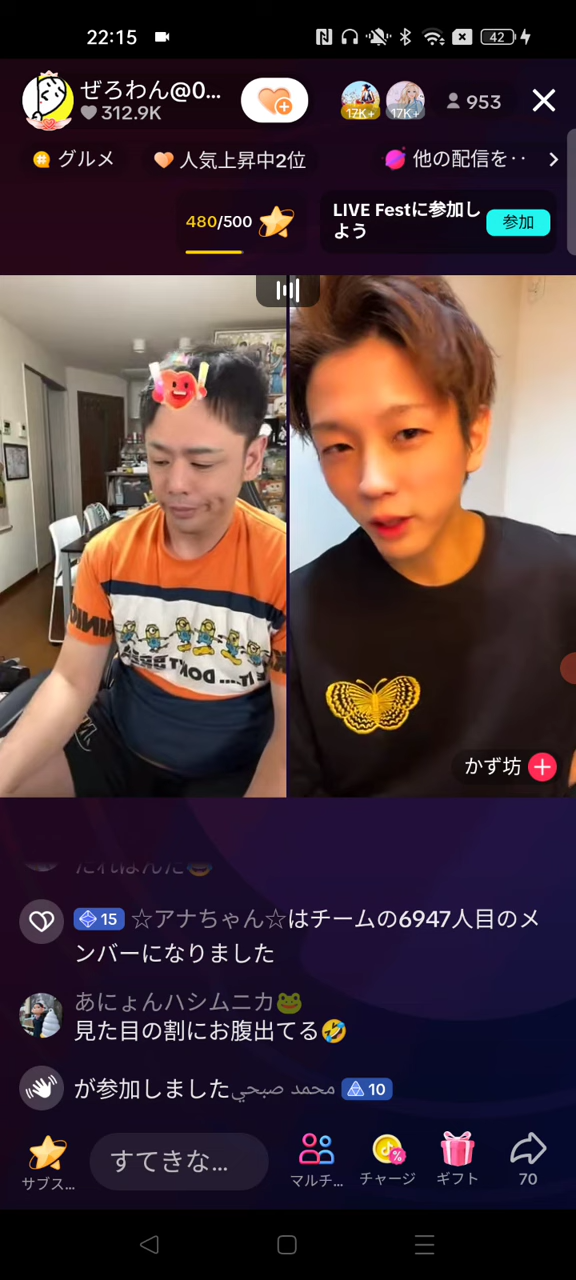 22:15
42
ぜろわん@0...
312.9K
17K+
17K+
953
グルメ
人気上昇中2位
他の配信を‥
480/500
LIVE Festに参加し
よう
参加
かず坊
15 ☆アナちゃん☆はチームの6947人目のメ
ンバーになりました
あにょんハシムニカ🐸
見た目の割にお腹出てる🤣
が参加しましたمحمد صبحي 10
サブス...
すてきな...
マルチ...
チャージ
ギフト
70